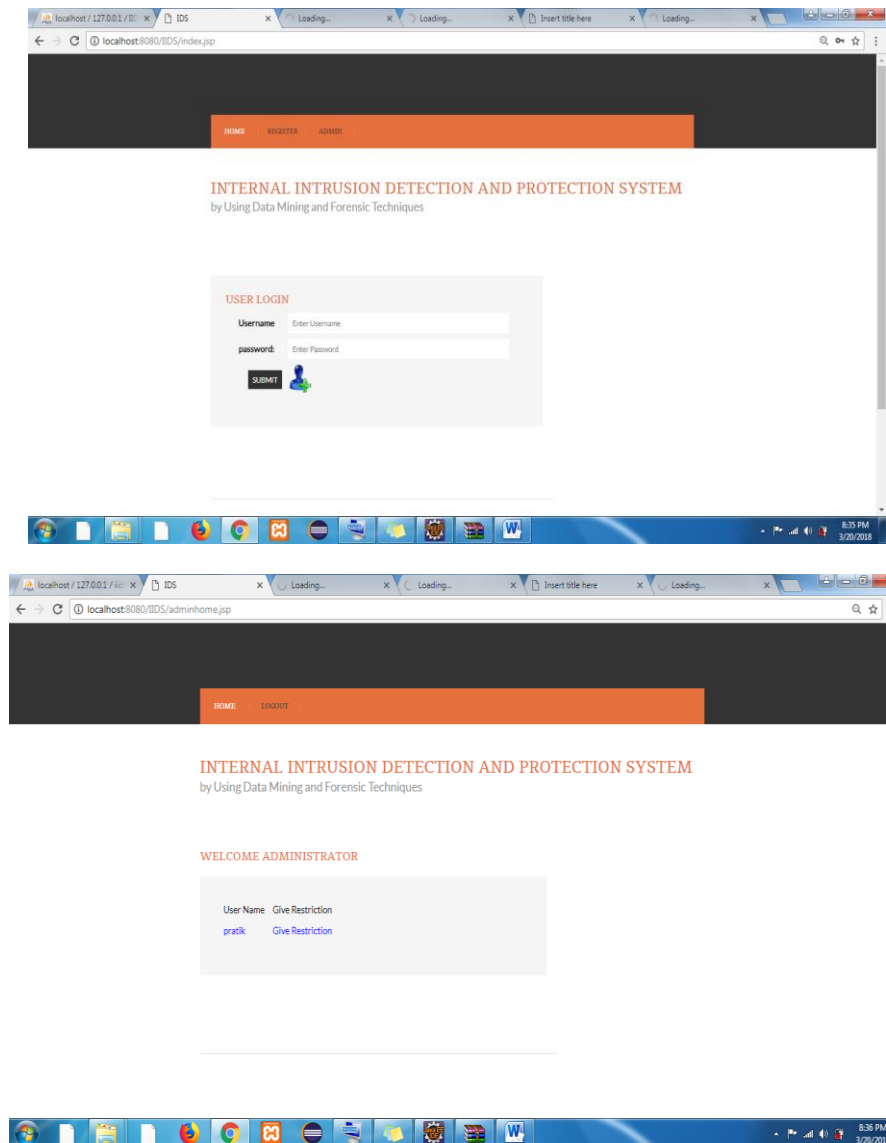 localhost / 127.0.0.1 / IID IDS Loading... Loading... Insert title here Loading...
localhost:8080/IIDS/index.jsp
HOME REGISTER ADMIN
INTERNAL INTRUSION DETECTION AND PROTECTION SYSTEM
by Using Data Mining and Forensic Techniques
USER LOGIN
Username Enter Username
password: Enter Password
SUBMIT
8:35 PM
3/20/2018
localhost / 127.0.0.1 / iid IDS Loading... Loading... Insert title here Loading...
localhost:8080/IIDS/adminhome.jsp
HOME LOGOUT
INTERNAL INTRUSION DETECTION AND PROTECTION SYSTEM
by Using Data Mining and Forensic Techniques
WELCOME ADMINISTRATOR
User Name Give Restriction
pratik Give Restriction
8:36 PM